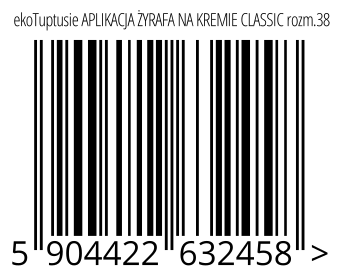 ekoTuptusie APLIKACJA ŻYRAFA NA KREMIE CLASSIC rozm.38
5 904422 632458 >